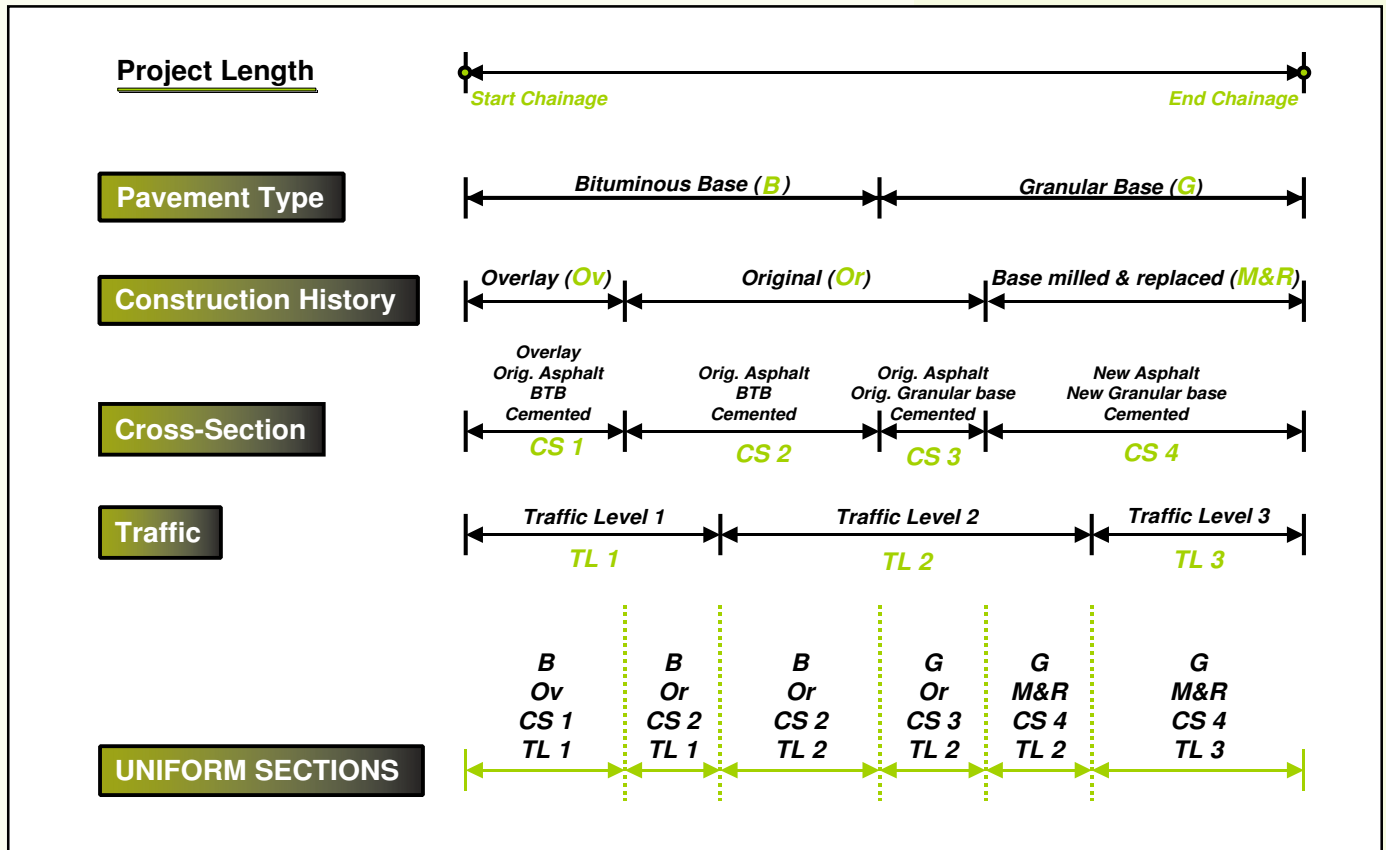 Project Length
Start Chainage
End Chainage
Pavement Type
Bituminous Base (B)
Granular Base (G)
Construction History
Overlay (Ov)
Original (Or)
Base milled & replaced (M&R)
Cross-Section
Overlay
Orig. Asphalt
BTB
Cemented
CS 1
Orig. Asphalt
BTB
Cemented
CS 2
Orig. Asphalt
Orig. Granular base
Cemented
CS 3
New Asphalt
New Granular base
Cemented
CS 4
Traffic
Traffic Level 1
TL 1
Traffic Level 2
TL 2
Traffic Level 3
TL 3
UNIFORM SECTIONS
B
Ov
CS 1
TL 1
B
Or
CS 2
TL 1
B
Or
CS 2
TL 2
G
Or
CS 3
TL 2
G
M&R
CS 4
TL 2
G
M&R
CS 4
TL 3